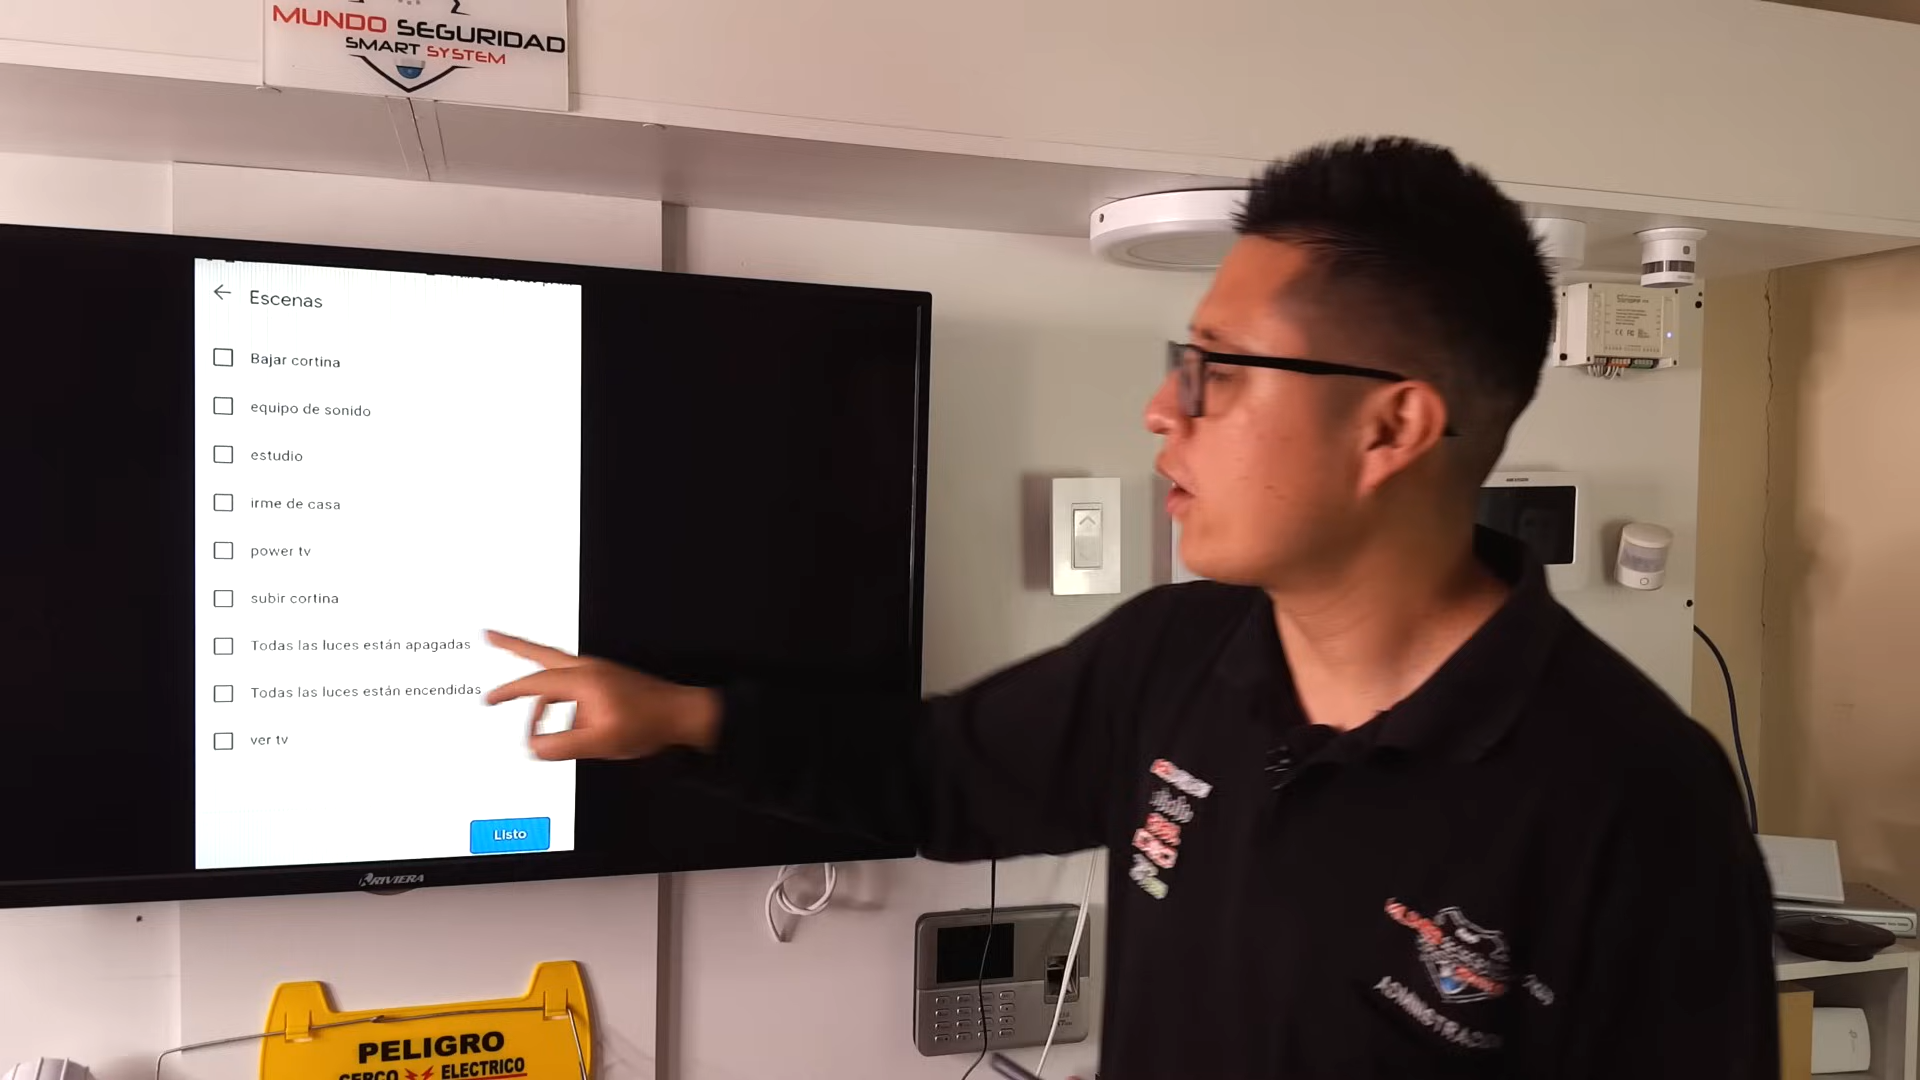 MUNDO SEGURIDAD
SMART SYSTEM
Escenas
Bajar cortina
equipo de sonido
estudio
irme de casa
power tv
subir cortina
Todas las luces están apagadas
Todas las luces están encendidas
ver tv
Listo
RIVIERA
PELIGRO
CERCO ELECTRICO